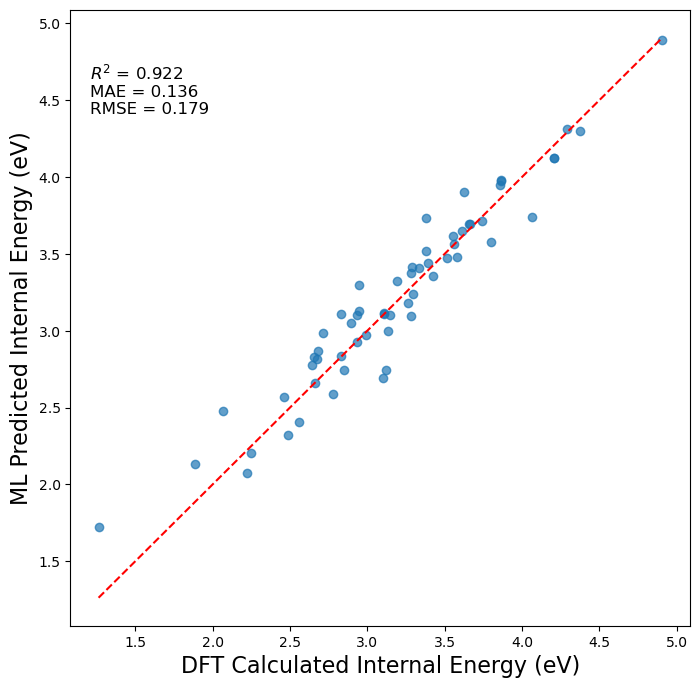 5.0
4.5
4.0
3.5
3.0
2.5
2.0
1.5
ML Predicted Internal Energy (eV)
R² = 0.922
MAE = 0.136
RMSE = 0.179
1.5 2.0 2.5 3.0 3.5 4.0 4.5 5.0
DFT Calculated Internal Energy (eV)